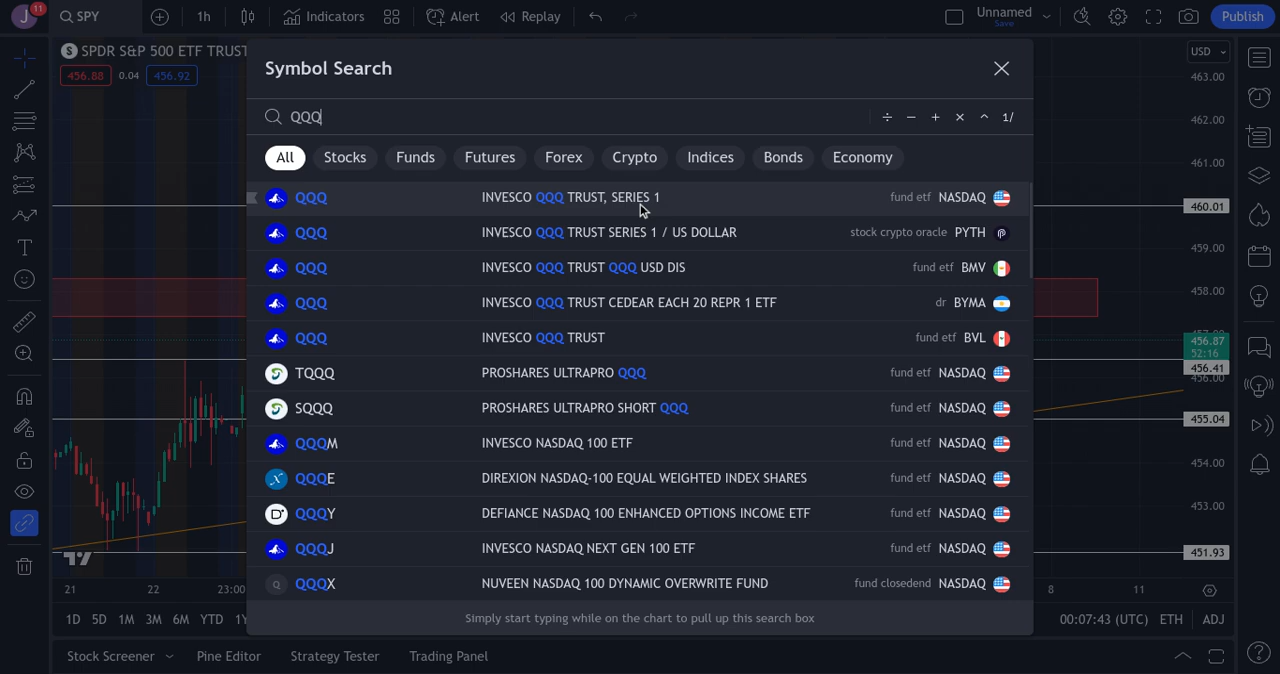 J 11 SPY 1h Indicators Alert Replay Unnamed Save Publish
S SPDR S&P 500 ETF TRUST USD
456.88 0.04 456.92
Symbol Search
QQQ ÷ − + × ^ 1/
All Stocks Funds Futures Forex Crypto Indices Bonds Economy
QQQ INVESCO QQQ TRUST, SERIES 1 fund etf NASDAQ
QQQ INVESCO QQQ TRUST SERIES 1 / US DOLLAR stock crypto oracle PYTH
QQQ INVESCO QQQ TRUST QQQ USD DIS fund etf BMV
QQQ INVESCO QQQ TRUST CEDEAR EACH 20 REPR 1 ETF dr BYMA
QQQ INVESCO QQQ TRUST fund etf BVL
TQQQ PROSHARES ULTRAPRO QQQ fund etf NASDAQ
SQQQ PROSHARES ULTRAPRO SHORT QQQ fund etf NASDAQ
QQQM INVESCO NASDAQ 100 ETF fund etf NASDAQ
QQQE DIREXION NASDAQ-100 EQUAL WEIGHTED INDEX SHARES fund etf NASDAQ
QQQY DEFIANCE NASDAQ 100 ENHANCED OPTIONS INCOME ETF fund etf NASDAQ
QQQJ INVESCO NASDAQ NEXT GEN 100 ETF fund etf NASDAQ
Q QQQX NUVEEN NASDAQ 100 DYNAMIC OVERWRITE FUND fund closedend NASDAQ
Simply start typing while on the chart to pull up this search box
463.00
462.00
461.00
460.01
459.00
458.00
456.87
52:16
456.41
456.00
455.04
454.00
453.00
451.93
21 22 23:00 8 11
1D 5D 1M 3M 6M YTD 00:07:43 (UTC) ETH ADJ
Stock Screener Pine Editor Strategy Tester Trading Panel